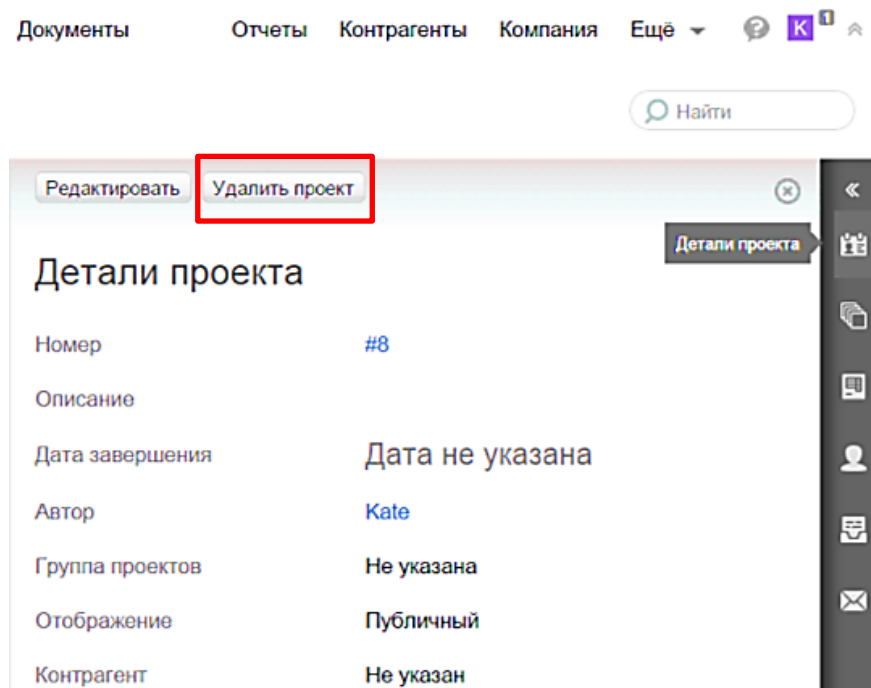 Документы Отчеты Контрагенты Компания Ещё K 1
Найти
Редактировать Удалить проект
Детали проекта
Детали проекта
Номер #8
Описание
Дата завершения Дата не указана
Автор Kate
Группа проектов Не указана
Отображение Публичный
Контрагент Не указан